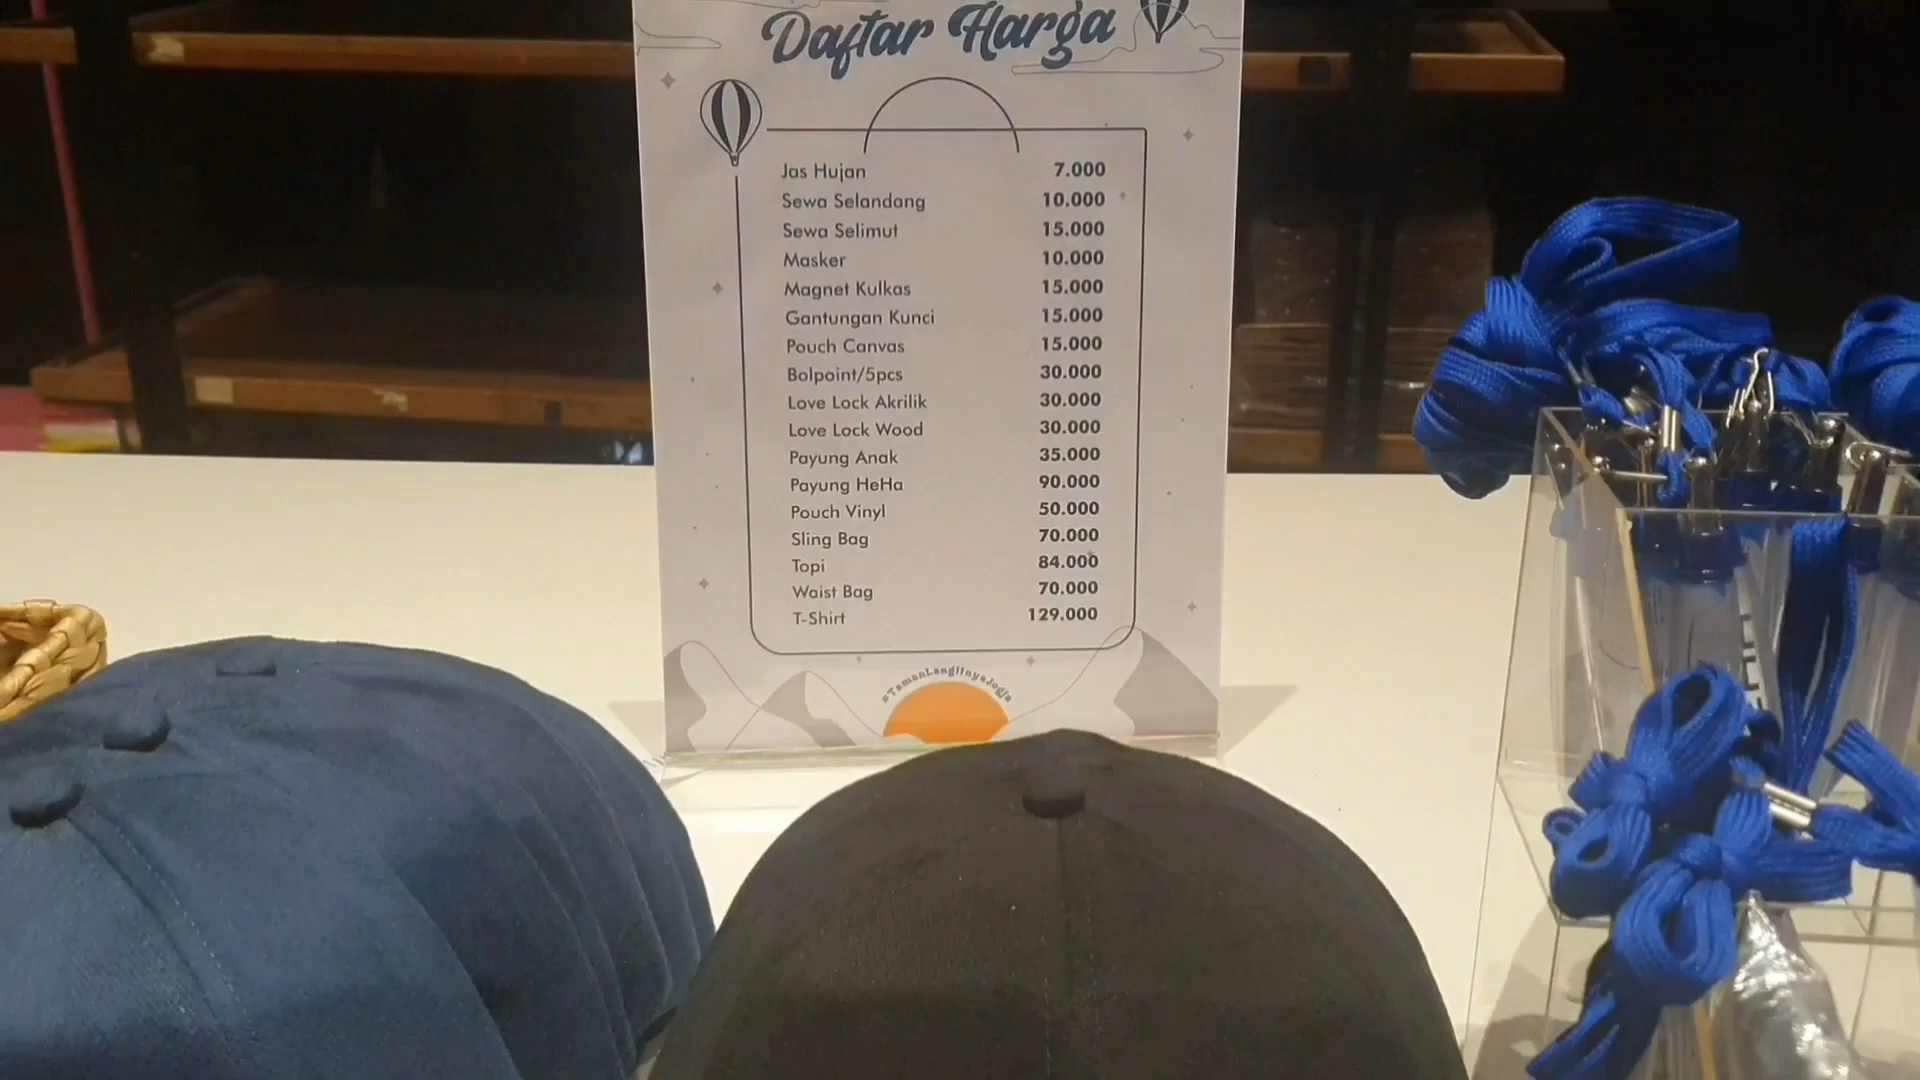 Daftar Harga
Jas Hujan 7.000
Sewa Selandang 10.000
Sewa Selimut 15.000
Masker 10.000
Magnet Kulkas 15.000
Gantungan Kunci 15.000
Pouch Canvas 15.000
Bolpoint/5pcs 30.000
Love Lock Akrilik 30.000
Love Lock Wood 30.000
Payung Anak 35.000
Payung HeHa 90.000
Pouch Vinyl 50.000
Sling Bag 70.000
Topi 84.000
Waist Bag 70.000
T-Shirt 129.000
#TamanLangitnyaJogja